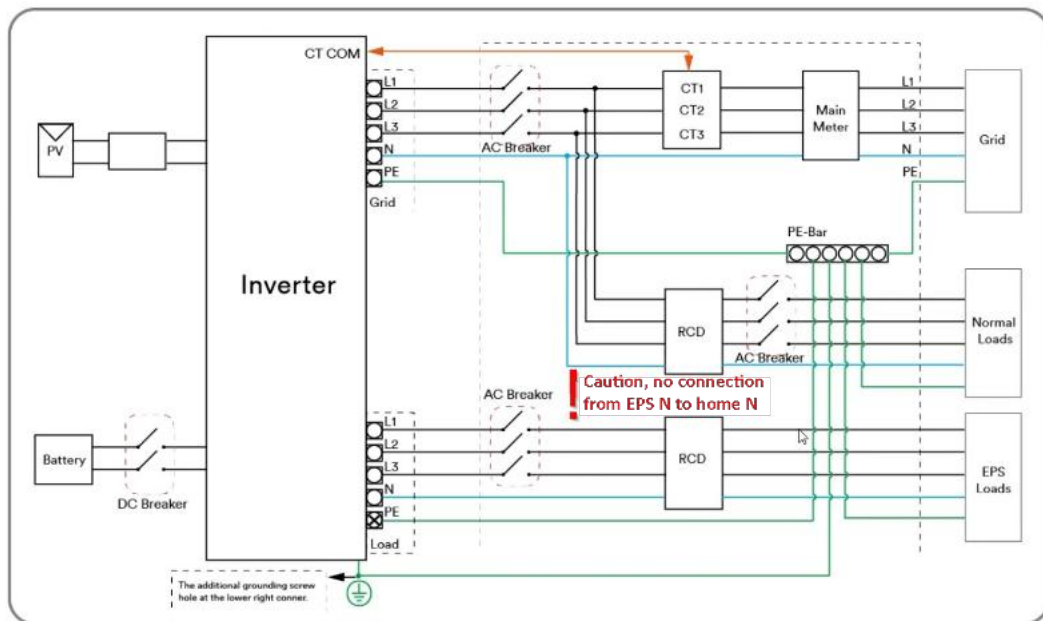 CT COM
L1
L2
L3
N
PE
Grid
AC Breaker
CT1
CT2
CT3
Main
Meter
L1
L2
L3
N
PE
Grid
PV
PE-Bar
Inverter
RCD
AC Breaker
Normal
Loads
Caution, no connection
from EPS N to home N
AC Breaker
L1
L2
L3
N
PE
Load
RCD
EPS
Loads
Battery
DC Breaker
The additional grounding screw
hole at the lower right conner.